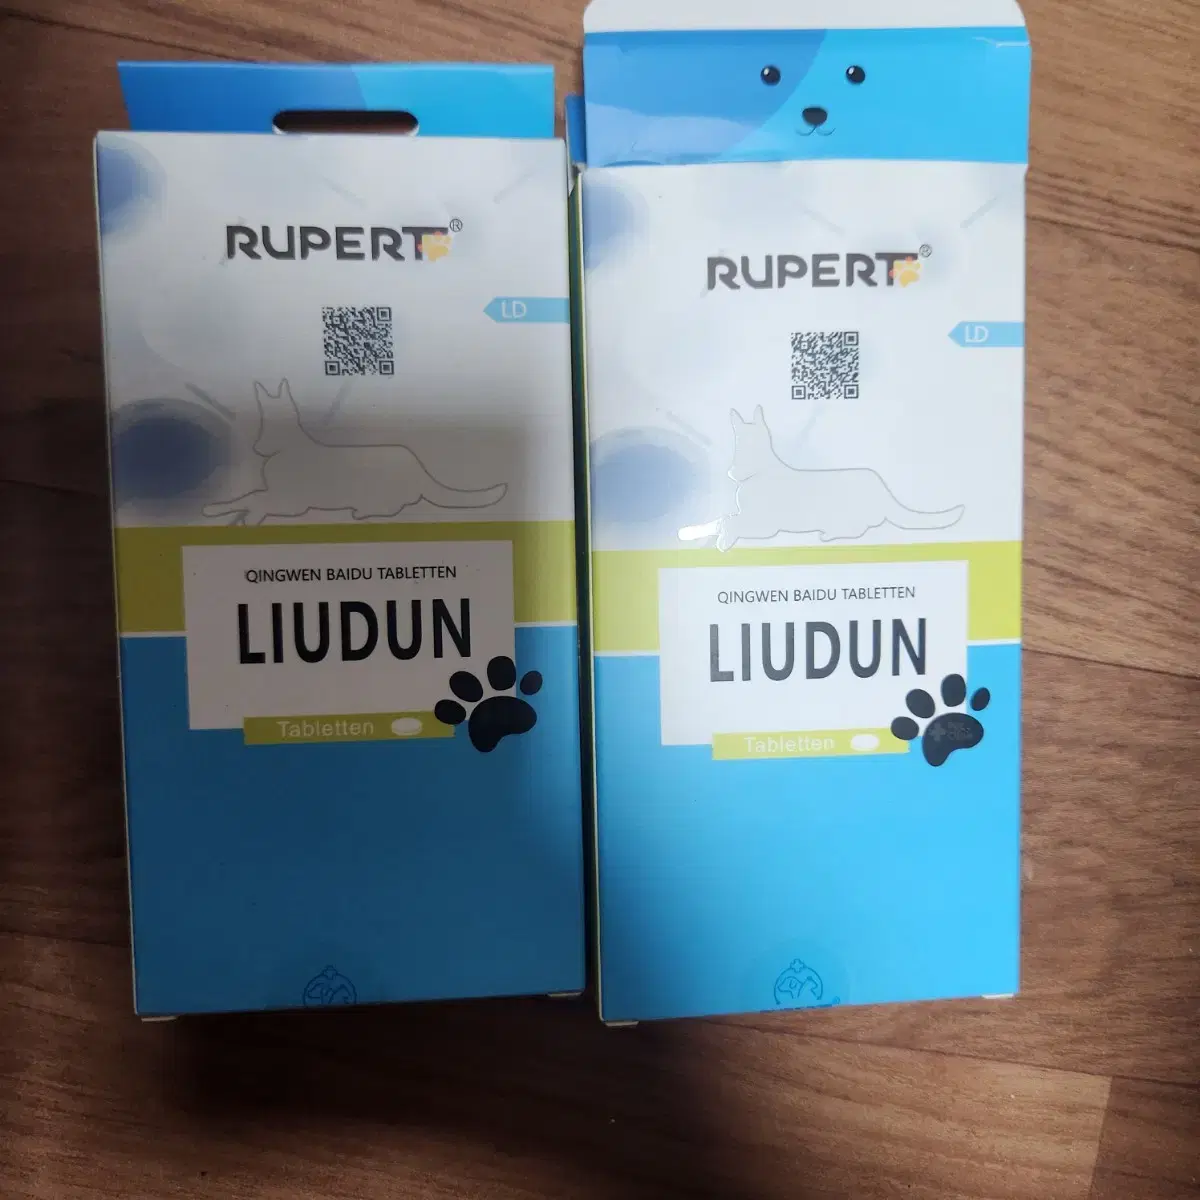 RUPERT®
LD
QINGWEN BAIDU TABLETTEN
LIUDUN
Tabletten
RUPERT®
LD
QINGWEN BAIDU TABLETTEN
LIUDUN
Tabletten